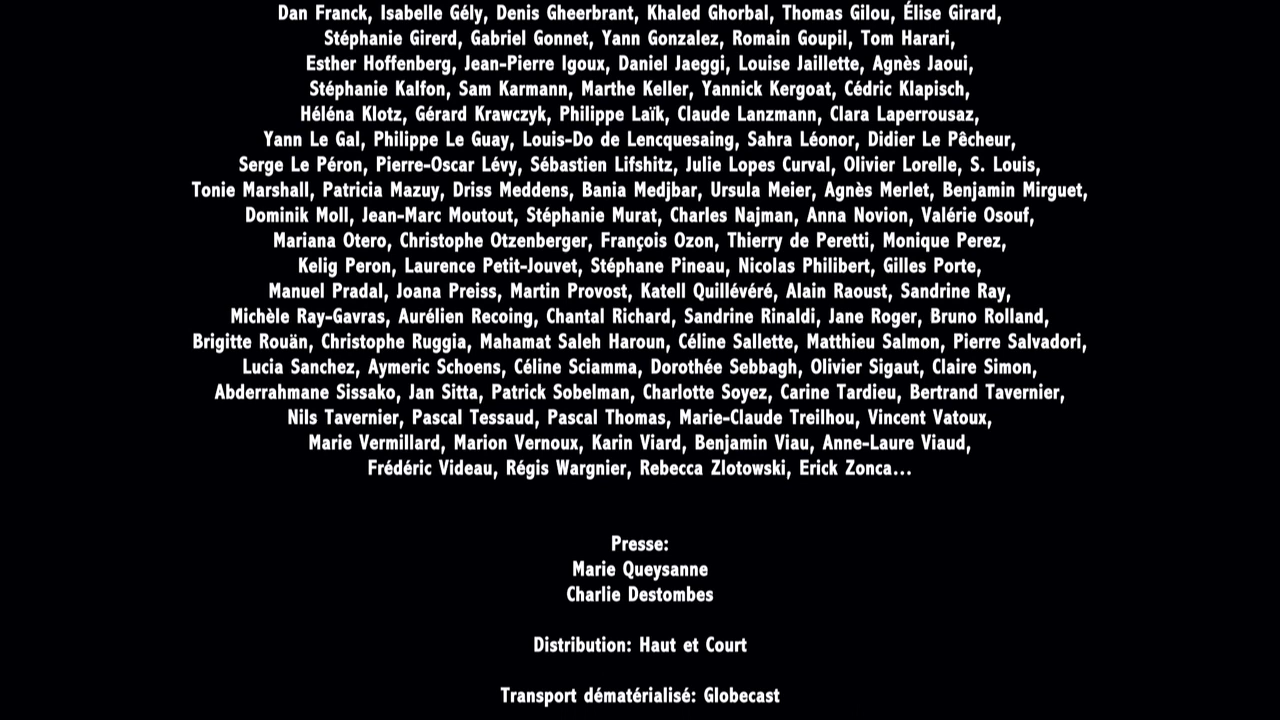 Dan Franck, Isabelle Gély, Denis Gheerbrant, Khaled Ghorbal, Thomas Gilou, Élise Girard,
Stéphanie Girerd, Gabriel Gonnet, Yann Gonzalez, Romain Goupil, Tom Harari,
Esther Hoffenberg, Jean-Pierre Igoux, Daniel Jaeggi, Louise Jaillette, Agnès Jaoui,
Stéphanie Kalfon, Sam Karmann, Marthe Keller, Yannick Kergoat, Cédric Klapisch,
Héléna Klotz, Gérard Krawczyk, Philippe Laïk, Claude Lanzmann, Clara Laperrousaz,
Yann Le Gal, Philippe Le Guay, Louis-Do de Lencquesaing, Sahra Léonor, Didier Le Pêcheur,
Serge Le Péron, Pierre-Oscar Lévy, Sébastien Lifshitz, Julie Lopes Curval, Olivier Lorelle, S. Louis,
Tonie Marshall, Patricia Mazuy, Driss Meddens, Bania Medjbar, Ursula Meier, Agnès Merlet, Benjamin Mirguet,
Dominik Moll, Jean-Marc Moutout, Stéphanie Murat, Charles Najman, Anna Novion, Valérie Osouf,
Mariana Otero, Christophe Otzenberger, François Ozon, Thierry de Peretti, Monique Perez,
Kelig Peron, Laurence Petit-Jouvet, Stéphane Pineau, Nicolas Philibert, Gilles Porte,
Manuel Pradal, Joana Preiss, Martin Provost, Katell Quillévéré, Alain Raoust, Sandrine Ray,
Michèle Ray-Gavras, Aurélien Recoing, Chantal Richard, Sandrine Rinaldi, Jane Roger, Bruno Rolland,
Brigitte Rouän, Christophe Ruggia, Mahamat Saleh Haroun, Céline Sallette, Matthieu Salmon, Pierre Salvadori,
Lucia Sanchez, Aymeric Schoens, Céline Sciamma, Dorothée Sebbagh, Olivier Sigaut, Claire Simon,
Abderrahmane Sissako, Jan Sitta, Patrick Sobelman, Charlotte Soyez, Carine Tardieu, Bertrand Tavernier,
Nils Tavernier, Pascal Tessaud, Pascal Thomas, Marie-Claude Treilhou, Vincent Vatoux,
Marie Vermillard, Marion Vernoux, Karin Viard, Benjamin Viau, Anne-Laure Viaud,
Frédéric Videau, Régis Wargnier, Rebecca Zlotowski, Erick Zonca...
Presse:
Marie Queysanne
Charlie Destombes
Distribution: Haut et Court
Transport dématérialisé: Globecast